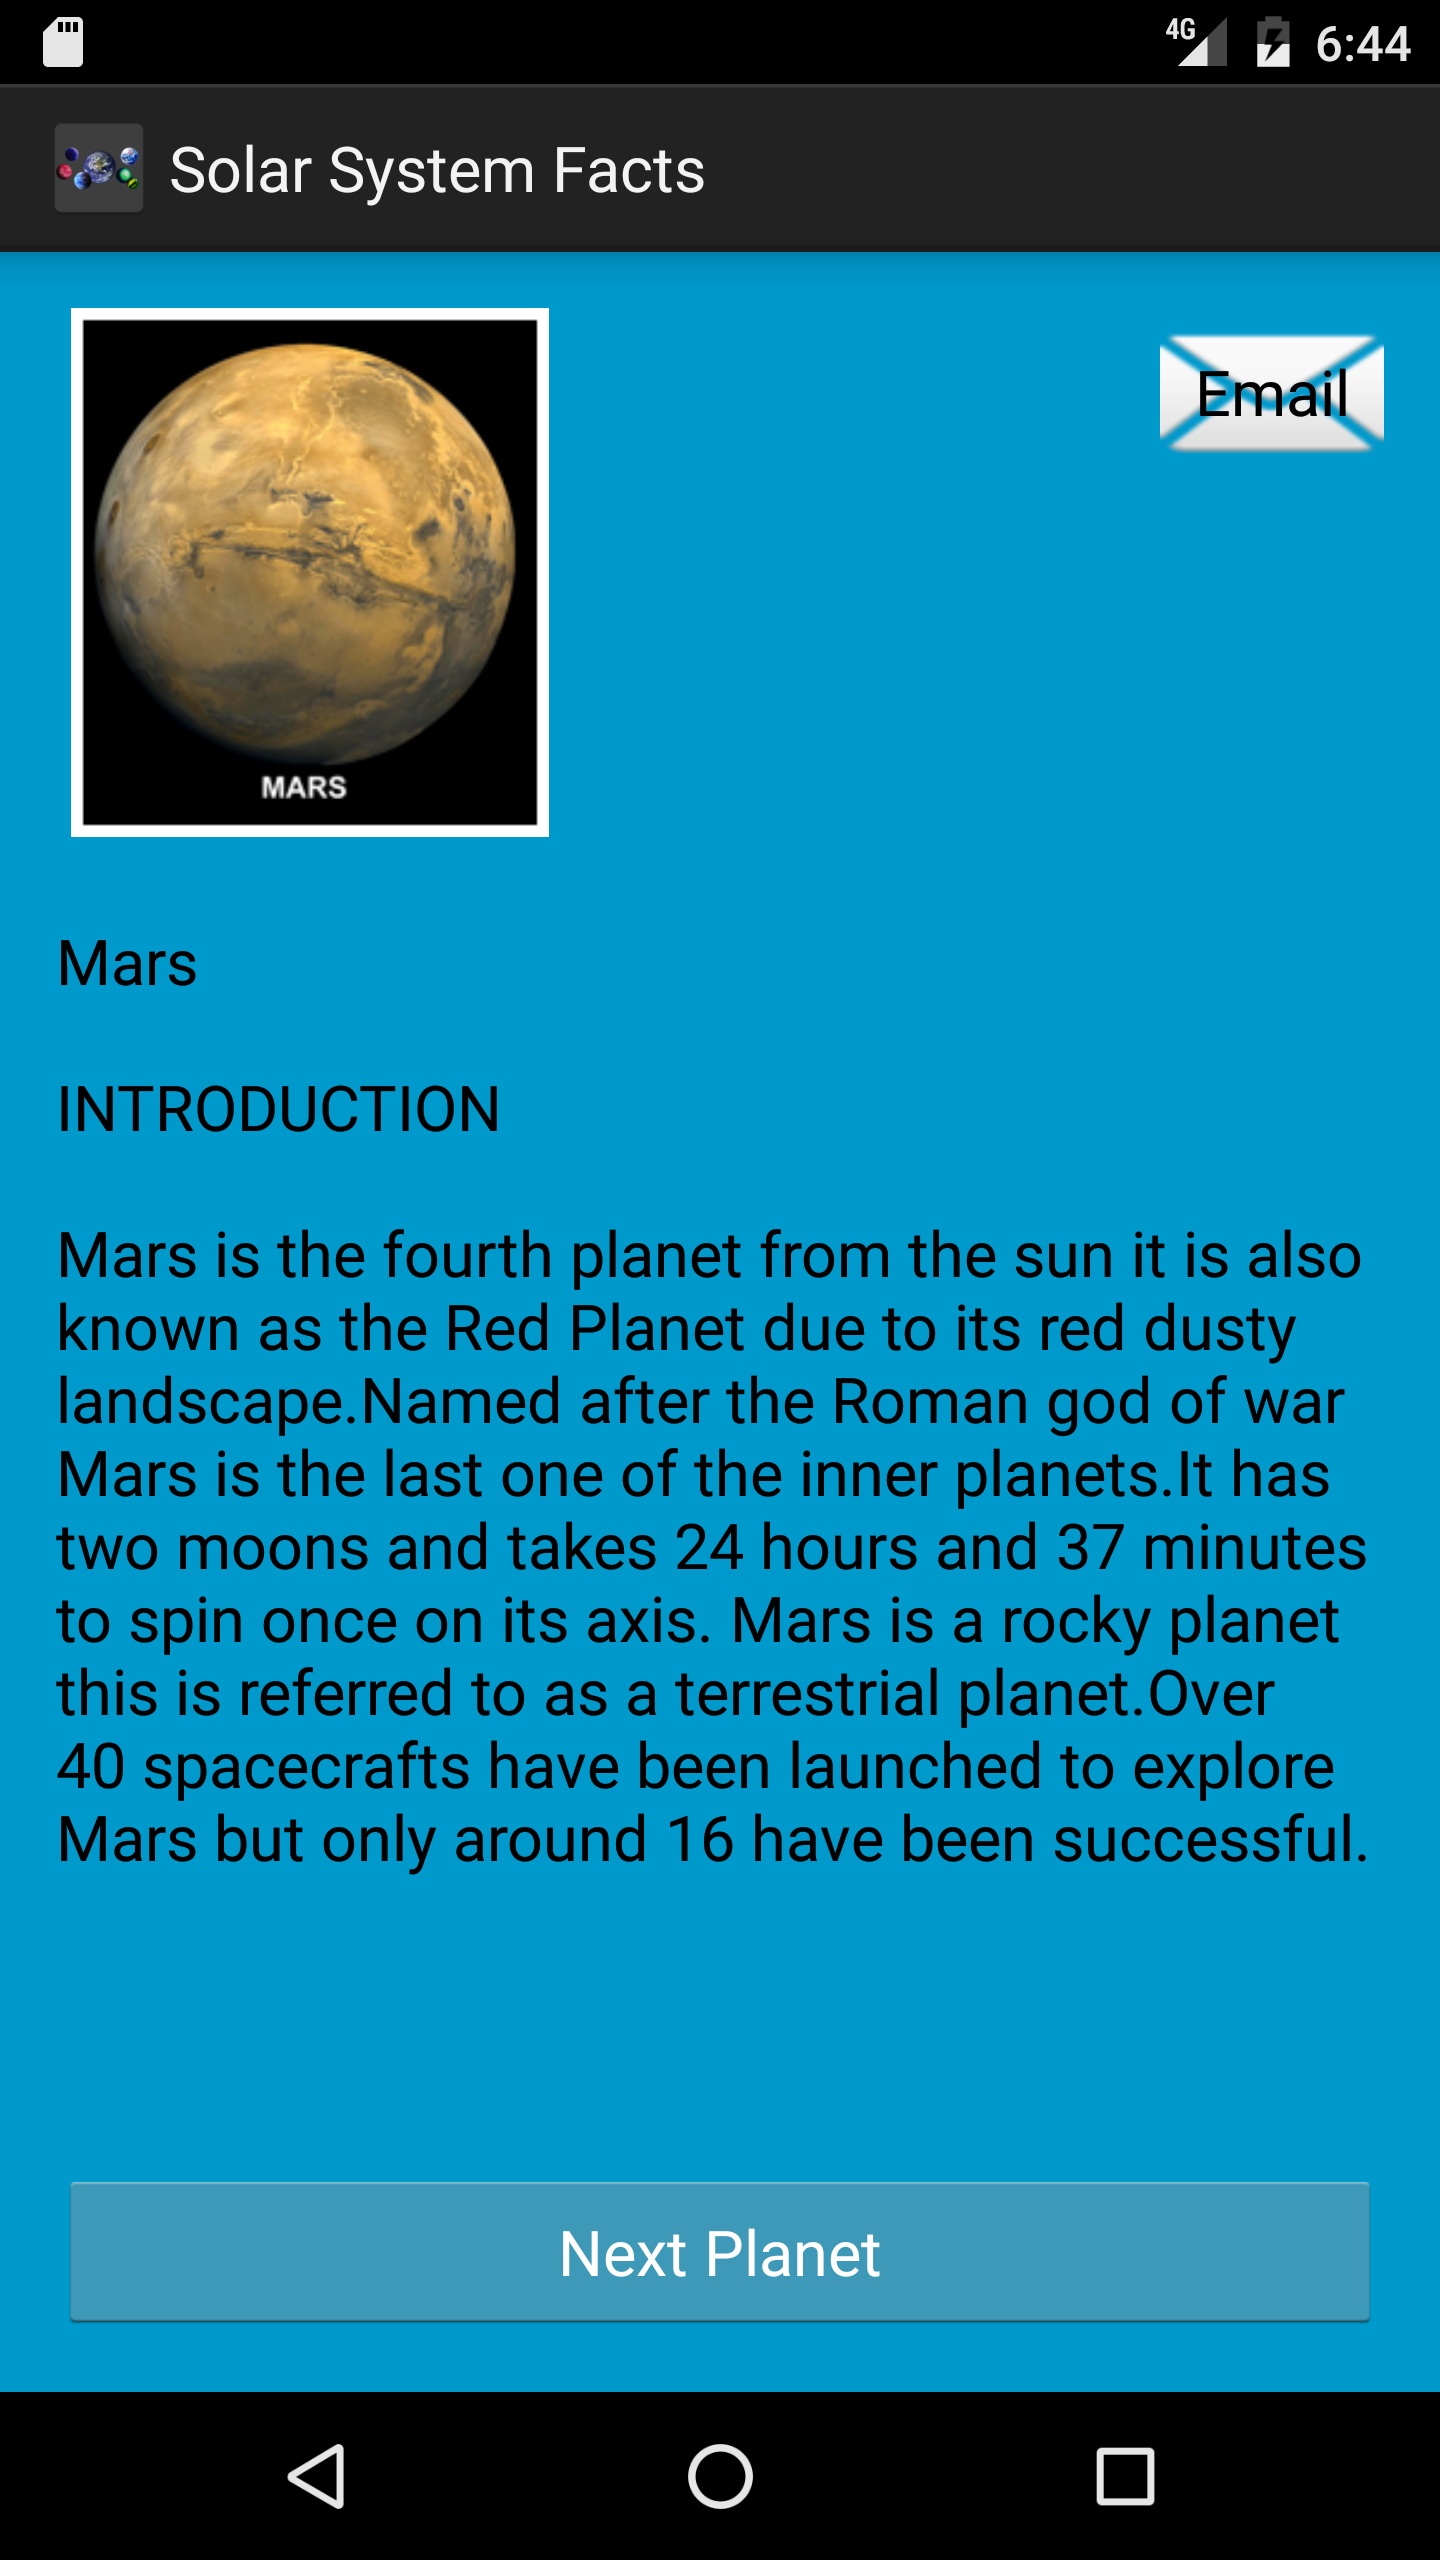 4G 6:44
Solar System Facts
Email
MARS
Mars
INTRODUCTION
Mars is the fourth planet from the sun it is also
known as the Red Planet due to its red dusty
landscape.Named after the Roman god of war
Mars is the last one of the inner planets.It has
two moons and takes 24 hours and 37 minutes
to spin once on its axis. Mars is a rocky planet
this is referred to as a terrestrial planet.Over
40 spacecrafts have been launched to explore
Mars but only around 16 have been successful.
Next Planet